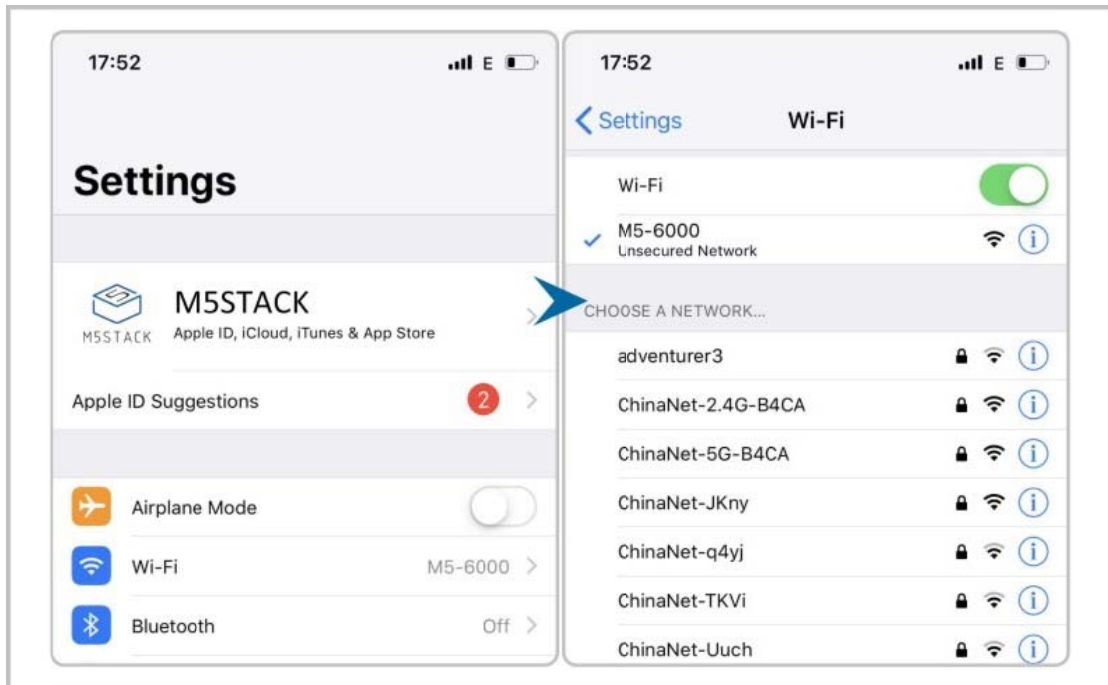 17:52
E
Settings
M5STACK
M5STACK
Apple ID, iCloud, iTunes & App Store
Apple ID Suggestions
2
Airplane Mode
Wi-Fi
M5-6000
Bluetooth
Off
17:52
E
Settings
Wi-Fi
Wi-Fi
M5-6000
Unsecured Network
CHOOSE A NETWORK...
adventurer3
ChinaNet-2.4G-B4CA
ChinaNet-5G-B4CA
ChinaNet-JKny
ChinaNet-q4yj
ChinaNet-TKVi
ChinaNet-Uuch